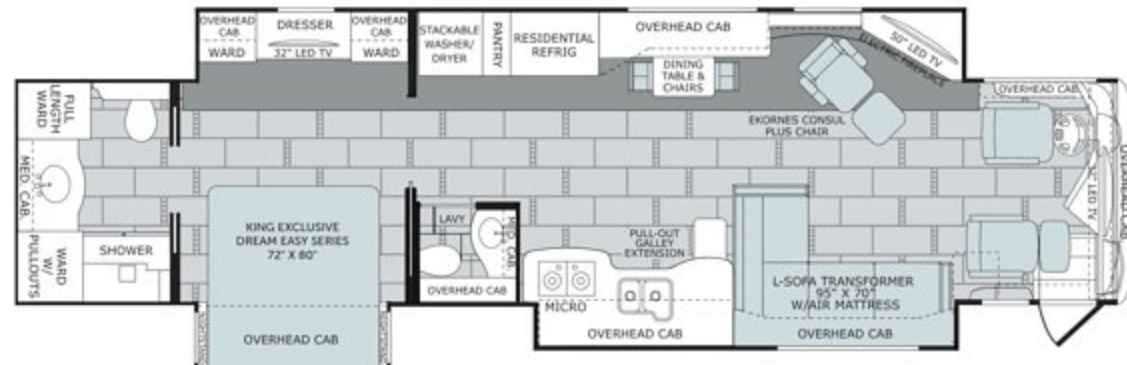 OVERHEAD
CAB
WARD
DRESSER
32" LED TV
OVERHEAD
CAB
WARD
STACKABLE
WASHER/
DRYER
PANTRY
RESIDENTIAL
REFRIG
OVERHEAD CAB
DINING
TABLE &
CHAIRS
50" LED TV
ELECTRIC FIREPLACE
EKORNES CONSUL
PLUS CHAIR
OVERHEAD CAB
OVERHEAD CAB
LED TV
FULL
LENGTH
WARD
MED. CAB.
WARD
W/
PULLOUTS
SHOWER
KING EXCLUSIVE
DREAM EASY SERIES
72" X 80"
OVERHEAD CAB
NIGHTSTAND
NIGHTSTAND
LAVY
MED. CAB.
OVERHEAD CAB
PULL-OUT
GALLEY
EXTENSION
MICRO
OVERHEAD CAB
L-SOFA TRANSFORMER
95" X 70"
W/AIR MATTRESS
OVERHEAD CAB